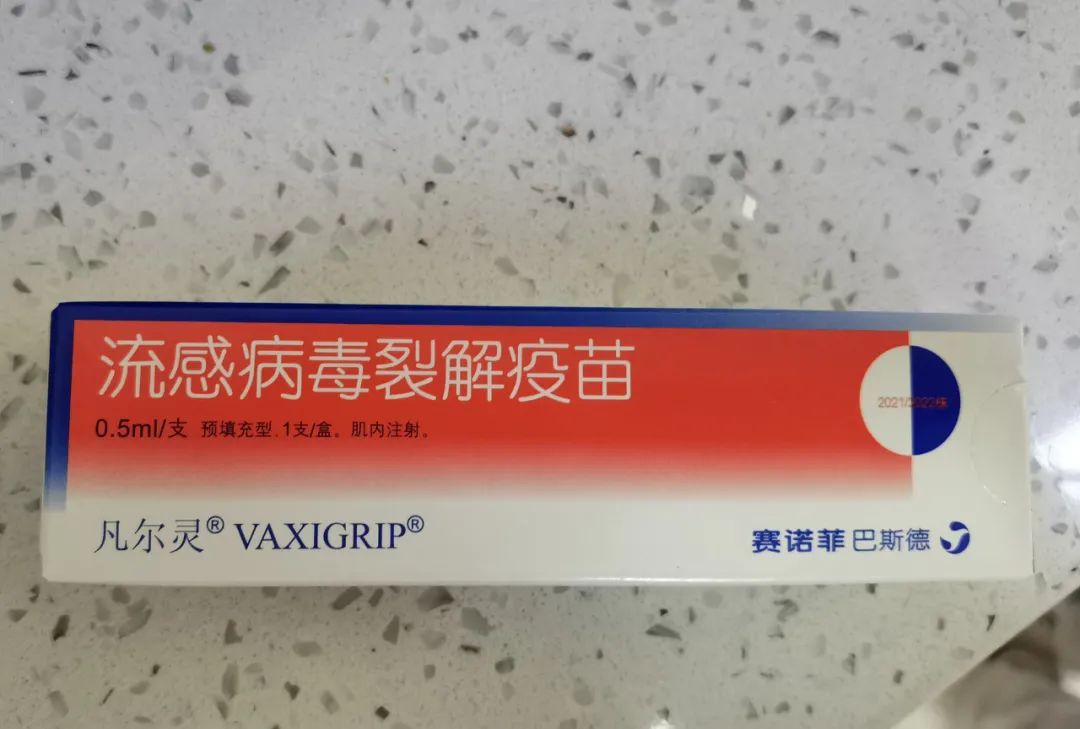 流感病毒裂解疫苗
0.5ml/支 预填充型,1支/盒。肌内注射。
2021/2022株
凡尔灵® VAXIGRIP®
赛诺菲 巴斯德